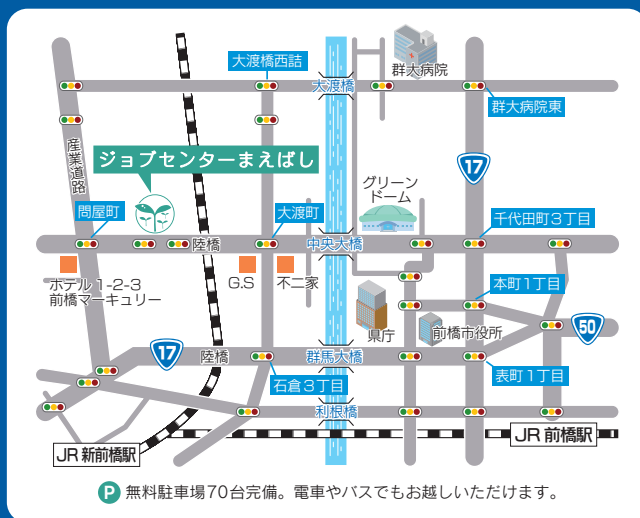 大渡橋西詰
群大病院
大渡橋
群大病院東
産業道路
ジョブセンターまえばし
17
グリーン
ドーム
問屋町
大渡町
千代田町3丁目
陸橋
中央大橋
ホテル 1-2-3
前橋マーキュリー
G.S
不二家
本町1丁目
県庁
前橋市役所
50
17
陸橋
群馬大橋
石倉3丁目
表町1丁目
利根橋
JR 新前橋駅
JR 前橋駅
P 無料駐車場70台完備。電車やバスでもお越しいただけます。